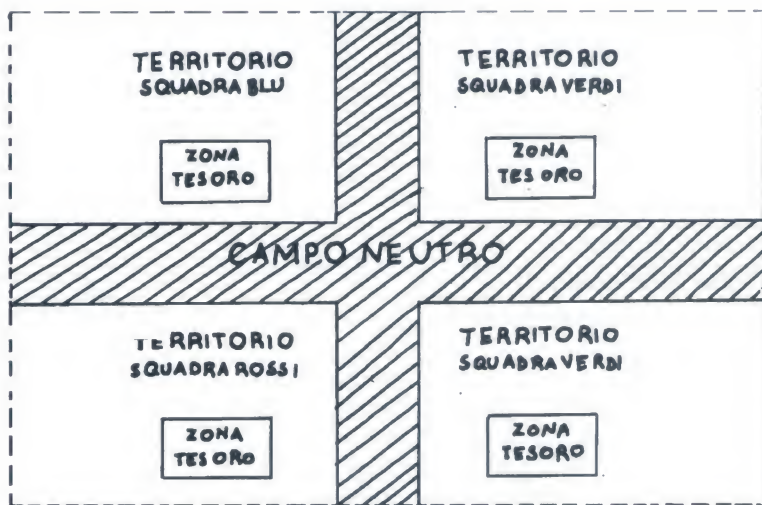 TERRITORIO
SQUADRA BLU
ZONA
TESORO
TERRITORIO
SQUADRA VERDI
ZONA
TESORO
CAMPO NEUTRO
TERRITORIO
SQUADRA ROSSI
ZONA
TESORO
TERRITORIO
SQUADRA VERDI
ZONA
TESORO